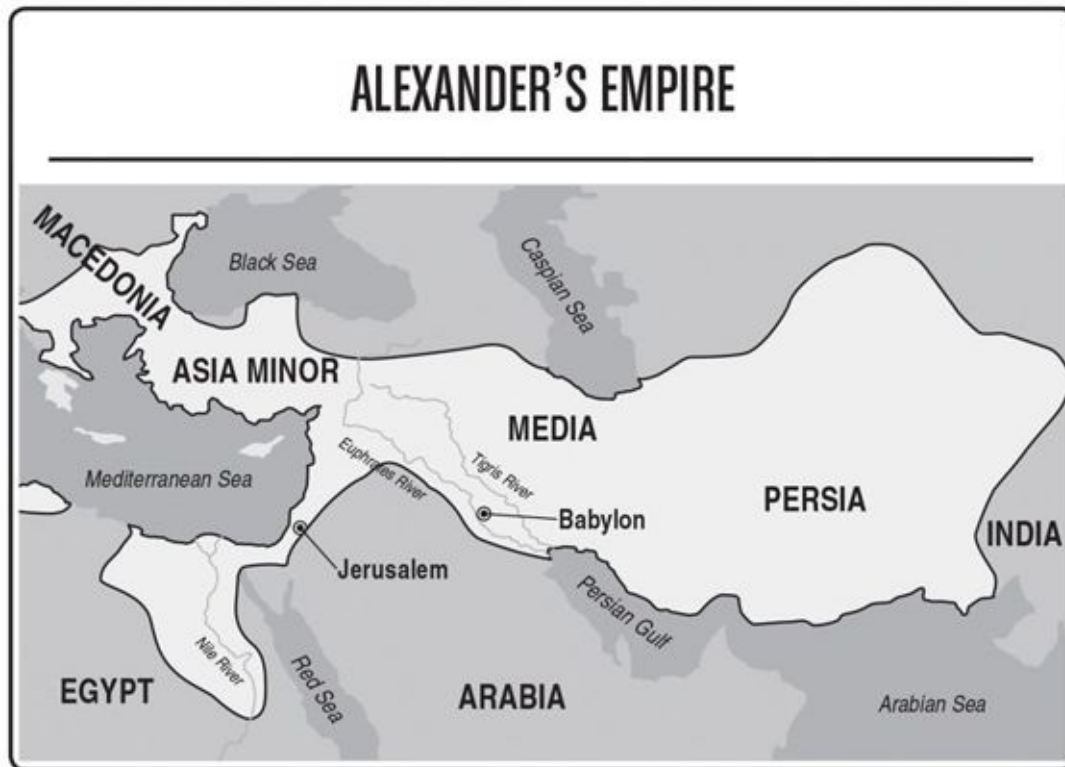 ALEXANDER'S EMPIRE
MACEDONIA
Black Sea
Caspian Sea
ASIA MINOR
MEDIA
Mediterranean Sea
Euphrates River
Tigris River
Babylon
PERSIA
INDIA
Jerusalem
Persian Gulf
Nile River
Red Sea
EGYPT
ARABIA
Arabian Sea